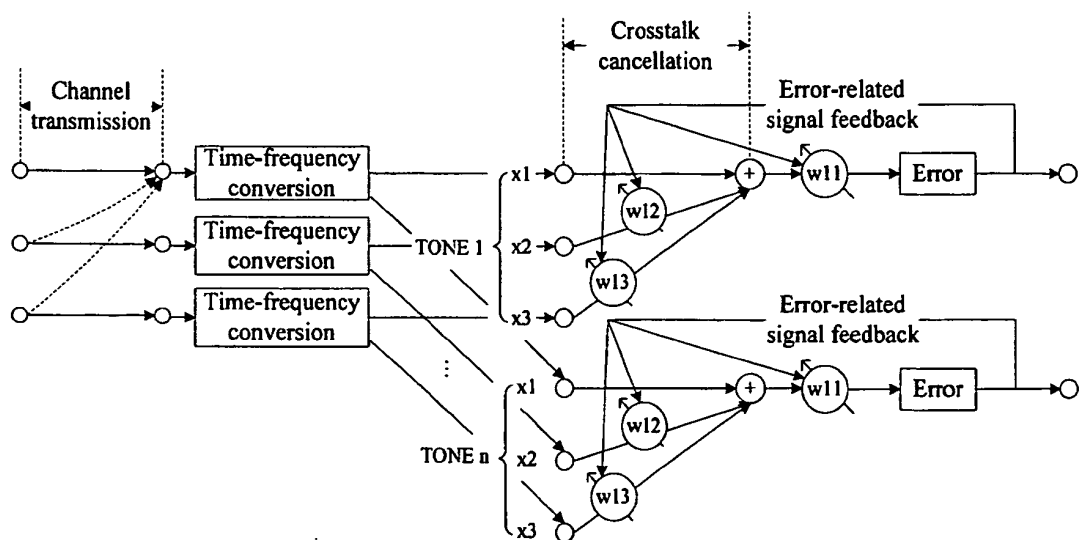 Crosstalk
cancellation
Channel
transmission
Error-related
signal feedback
Time-frequency
conversion
x1
+
w11
Error
w12
Time-frequency
conversion
TONE 1
x2
w13
Time-frequency
conversion
x3
Error-related
signal feedback
...
x1
+
w11
Error
w12
TONE n
x2
w13
x3